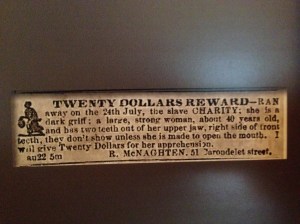 TWENTY DOLLARS REWARD—RAN
away on the 24th July, the slave CHARITY; she is a
dark griff; a large, strong woman, about 40 years old,
and has two teeth out of her upper jaw, right side of front
teeth, they don't show unless she is made to open the mouth. I
will give Twenty Dollars for her apprehension.
au22 5m R. McNAGHTEN, 51 Carondelet street.